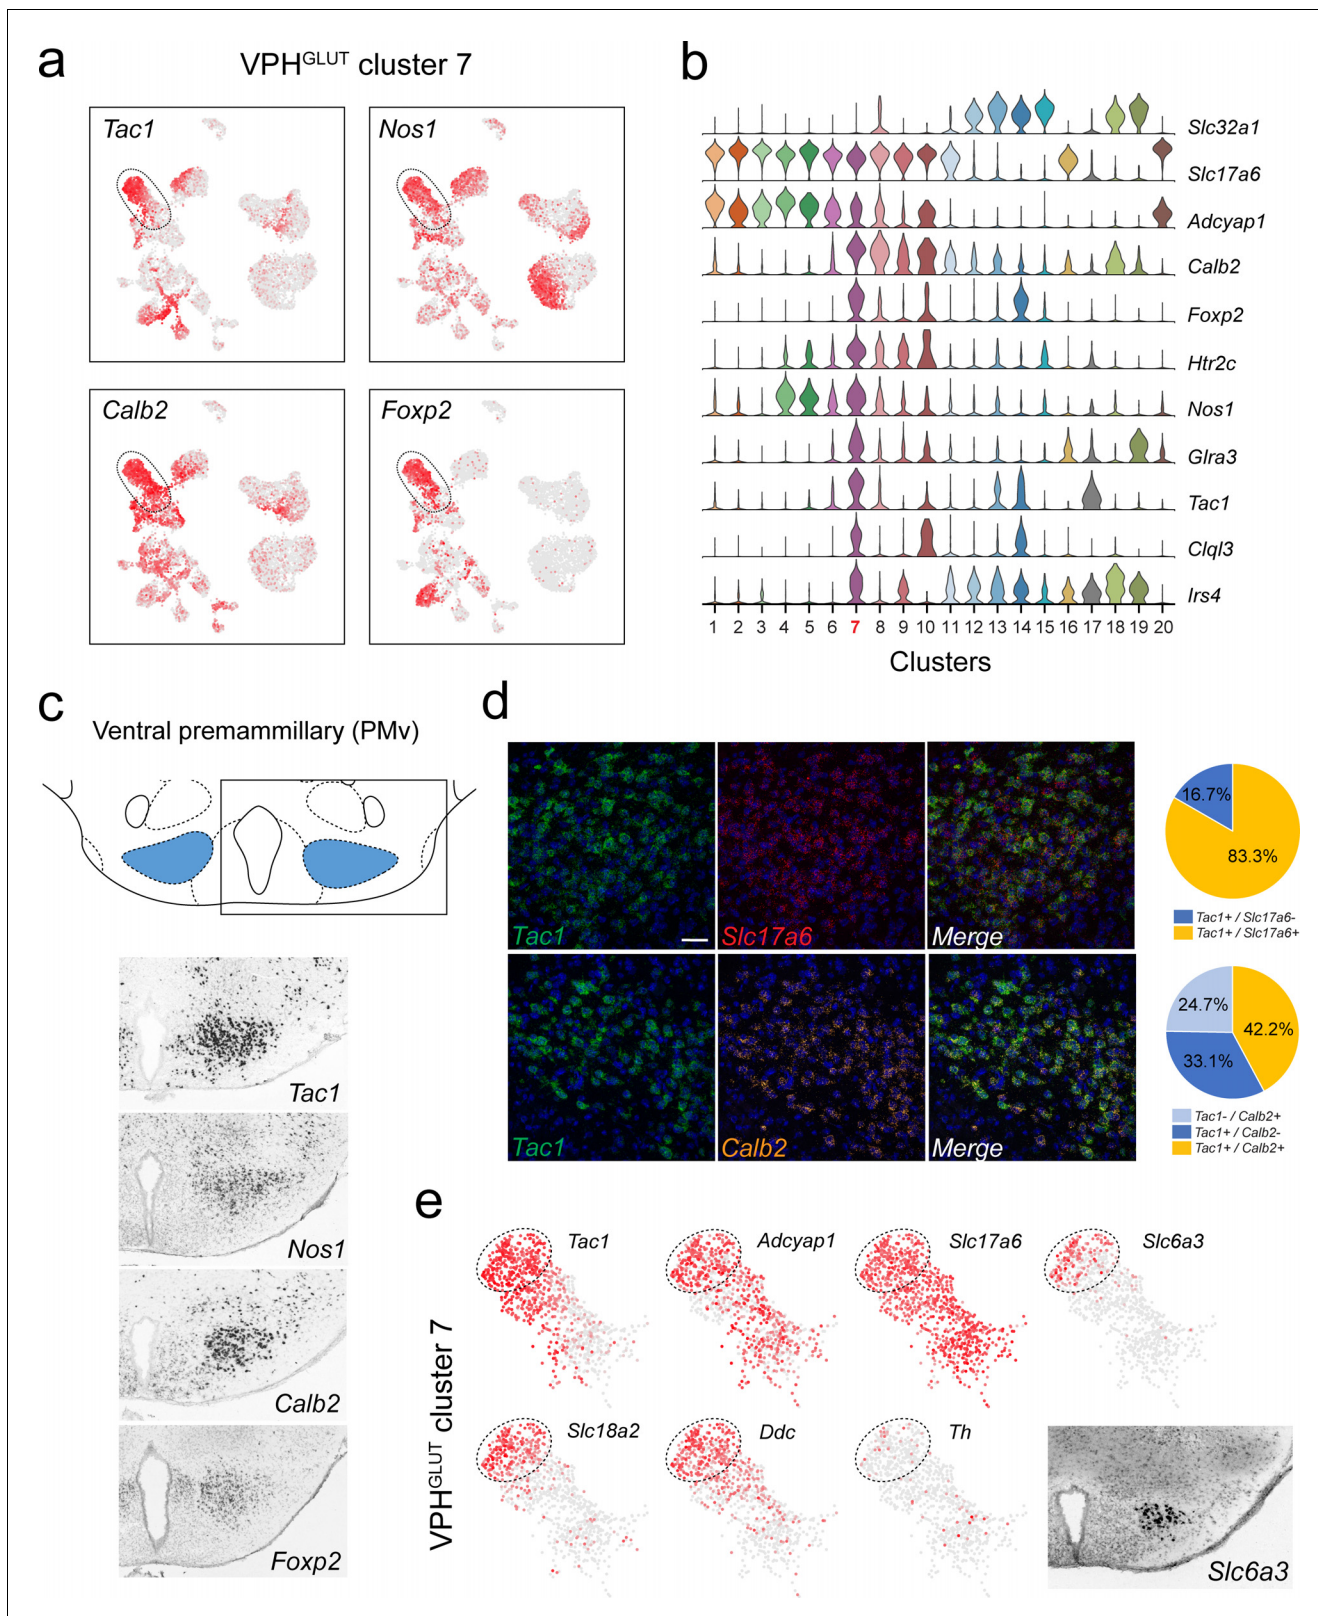 a
VPH^GLUT cluster 7
Tac1
Nos1
Calb2
Foxp2
b
Slc32a1
Slc17a6
Adcyap1
Calb2
Foxp2
Htr2c
Nos1
Glra3
Tac1
Clql3
Irs4
1 2 3 4 5 6 7 8 9 10 11 12 13 14 15 16 17 18 19 20
Clusters
c
Ventral premammillary (PMv)
Tac1
Nos1
Calb2
Foxp2
d
Tac1
Slc17a6
Merge
16.7%
83.3%
Tac1+ / Slc17a6-
Tac1+ / Slc17a6+
Tac1
Calb2
Merge
24.7%
42.2%
33.1%
Tac1- / Calb2+
Tac1+ / Calb2-
Tac1+ / Calb2+
e
VPH^GLUT cluster 7
Tac1
Adcyap1
Slc17a6
Slc6a3
Slc18a2
Ddc
Th
Slc6a3